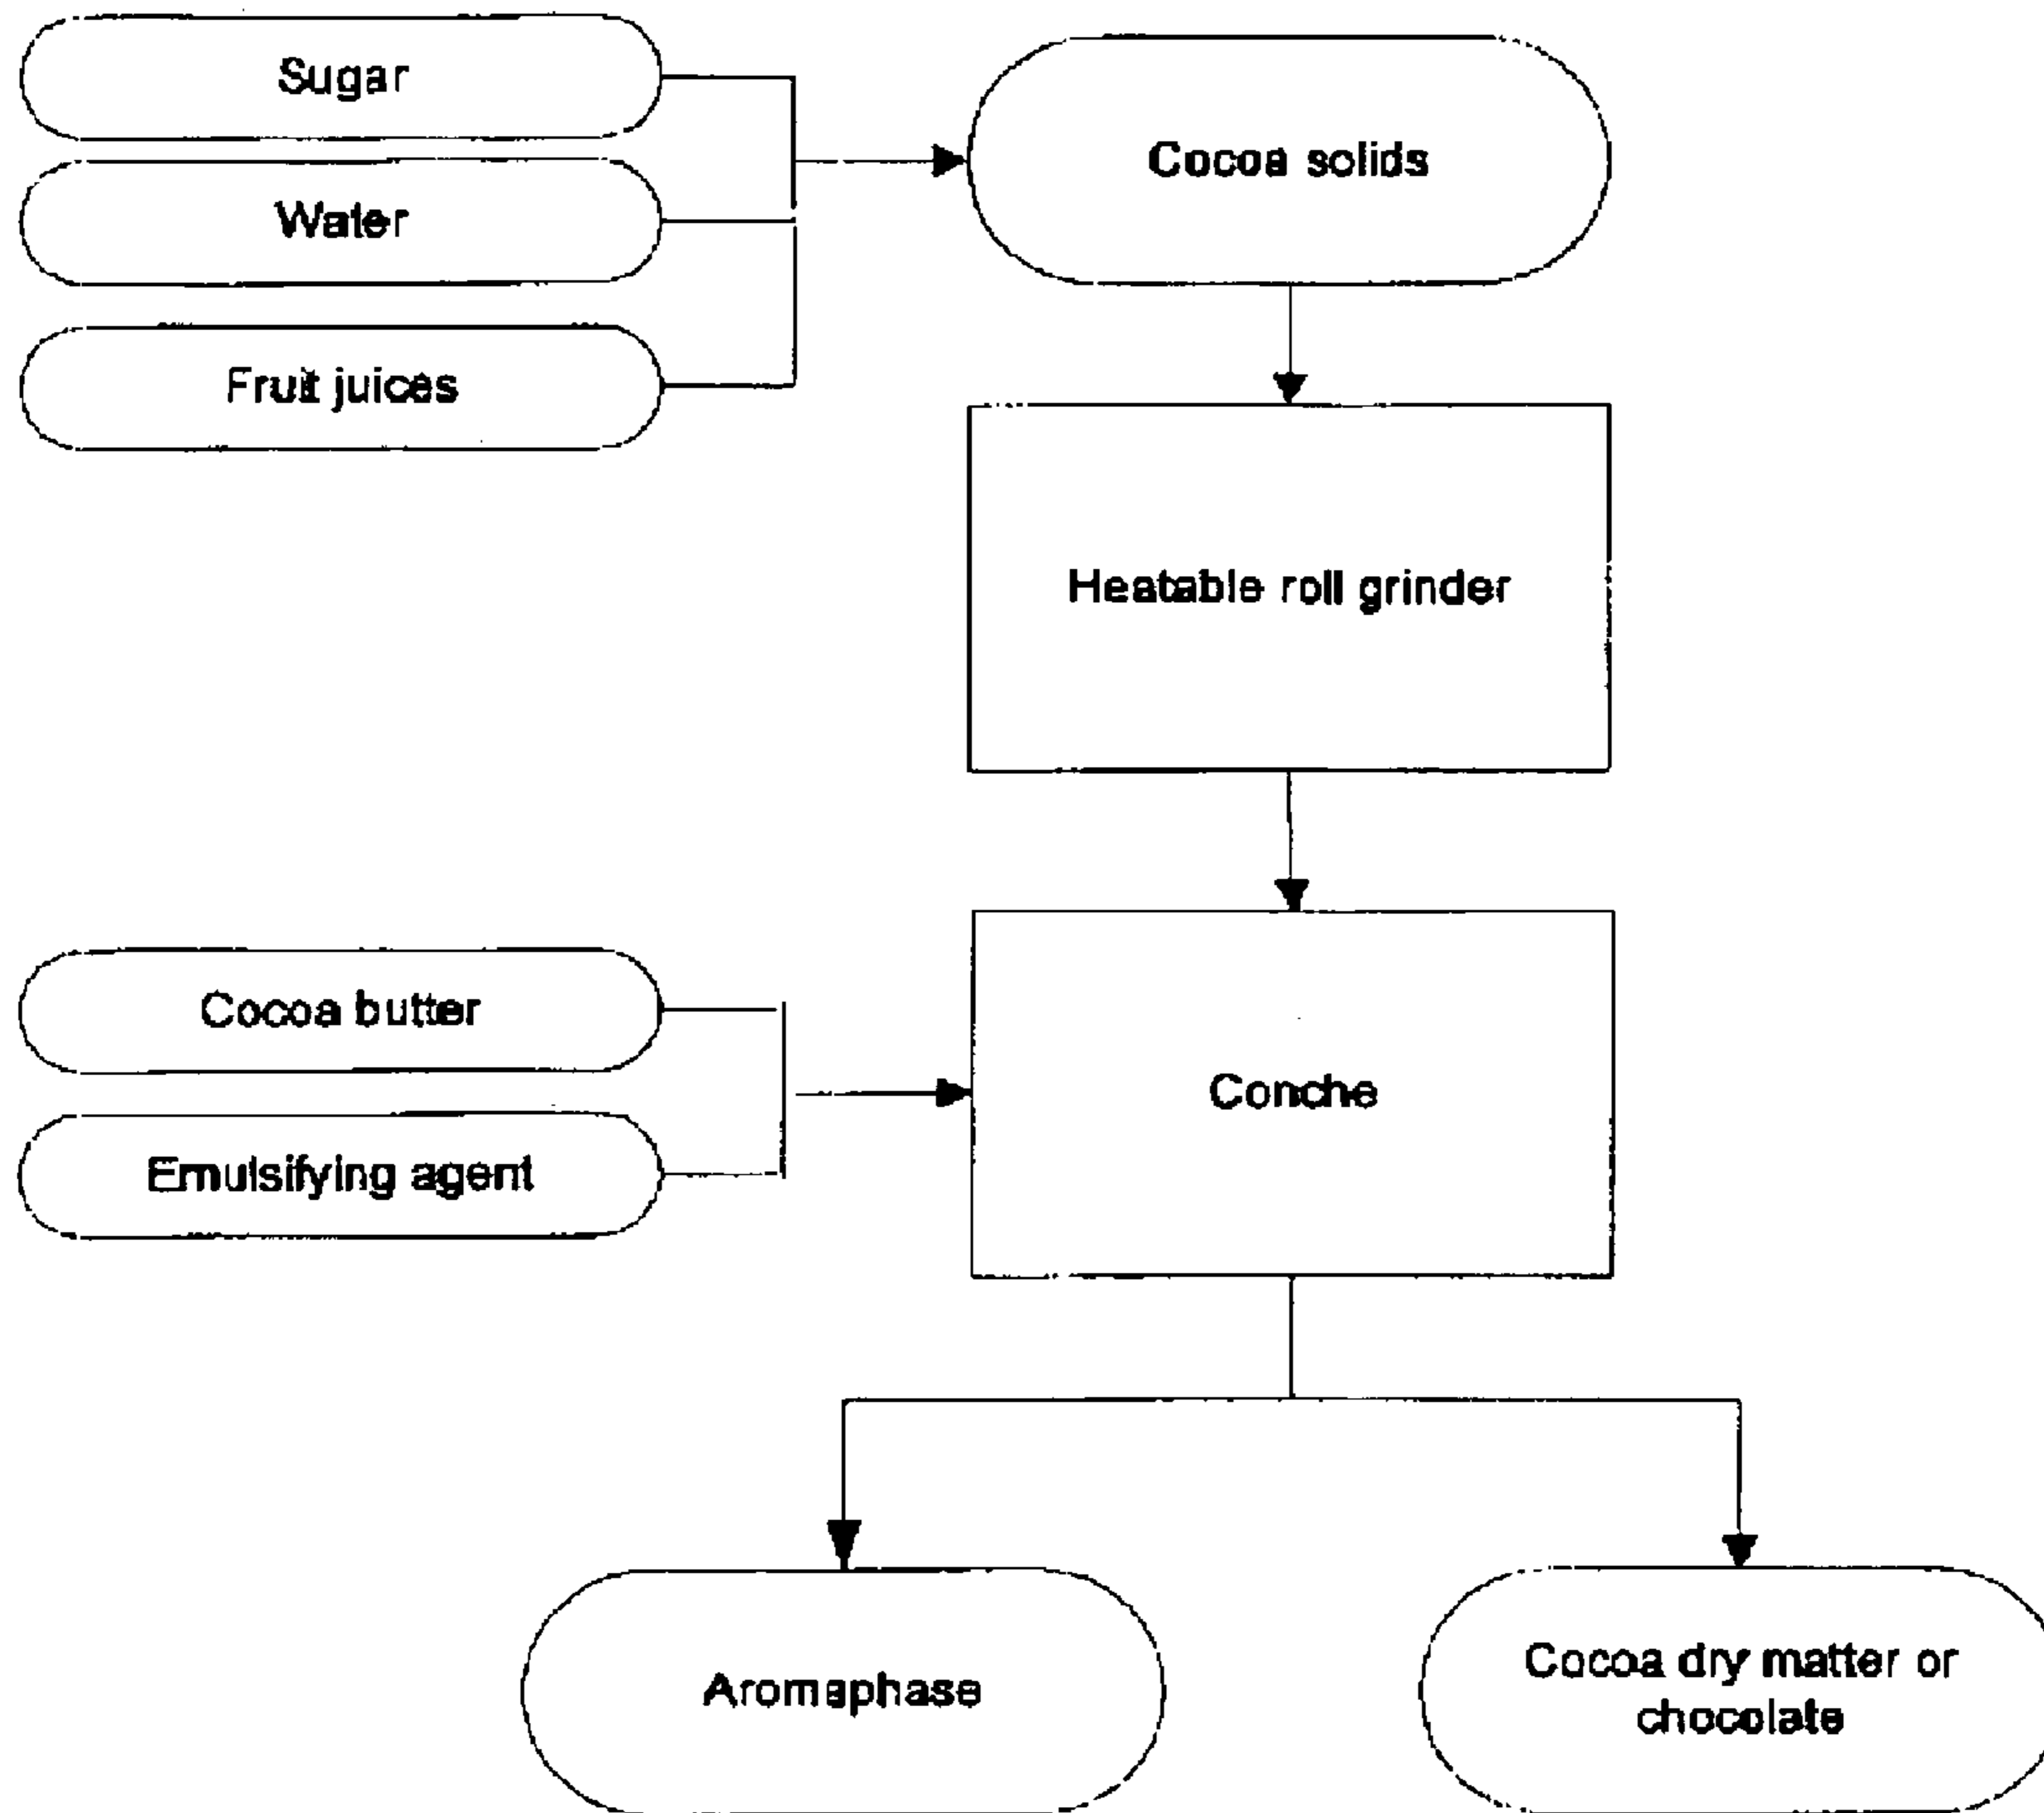 Sugar
Water
Fruit juices
Cocoa solids
Heatable roll grinder
Cocoa butter
Emulsifying agent
Conche
Aromaphase
Cocoa dry matter or
chocolate